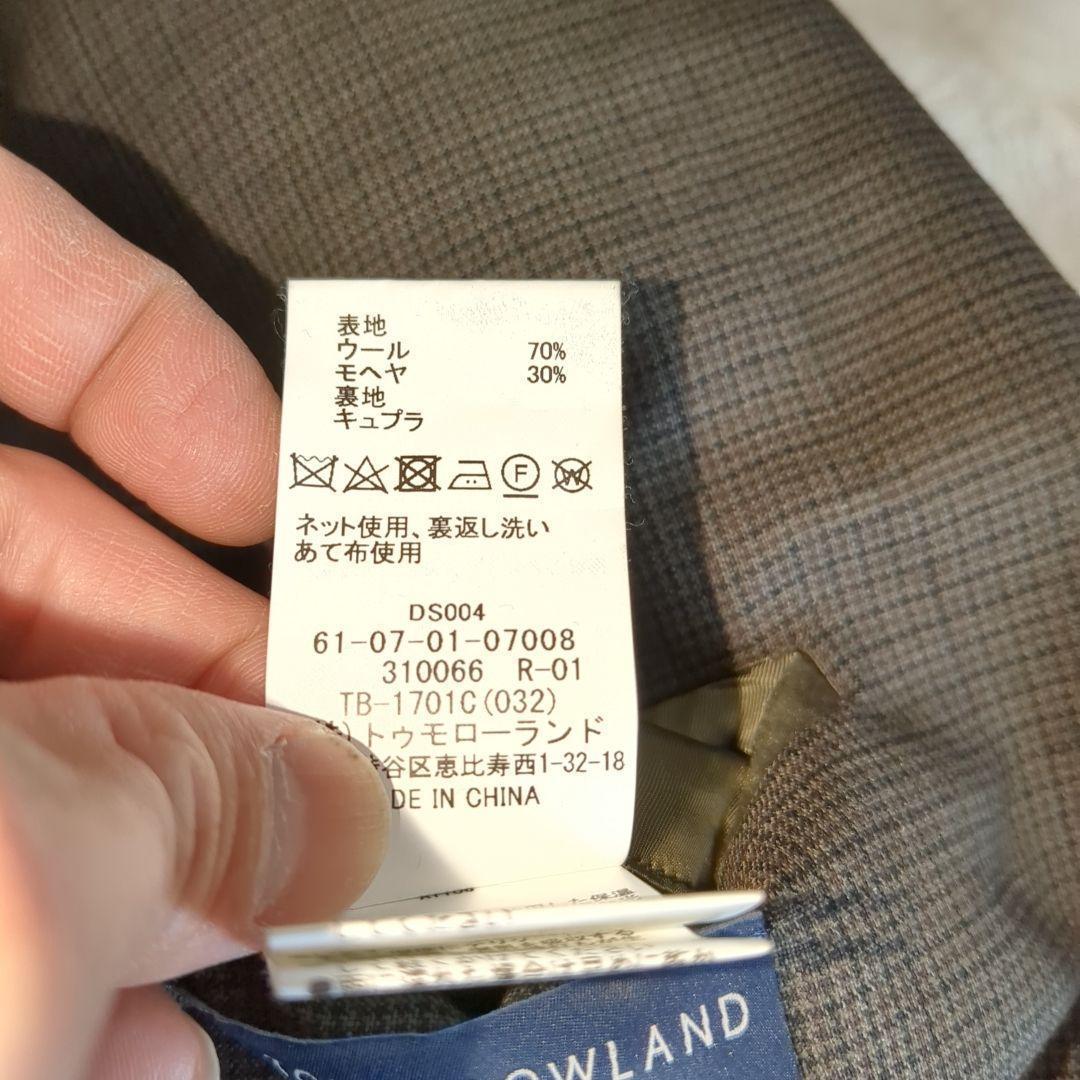 表地
ウール 70%
モヘヤ 30%
裏地
キュプラ
F W
ネット使用、裏返し洗い
あて布使用
DS004
61-07-01-07008
310066 R-01
TB-1701C(032)
トゥモローランド
谷区恵比寿西1-32-18
DE IN CHINA
OWLAND